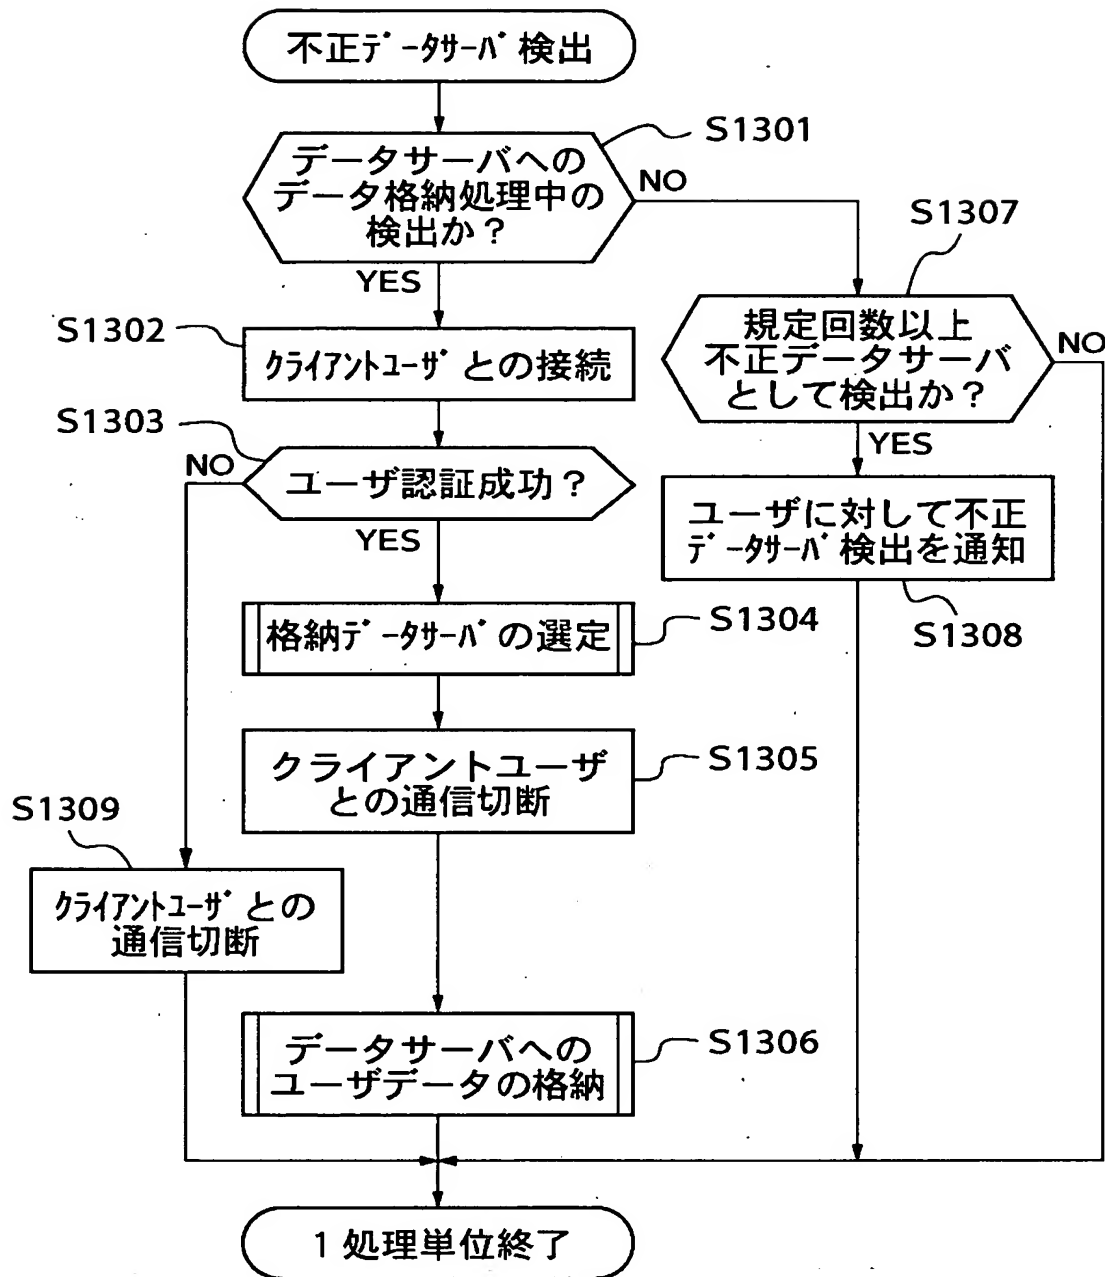 不正ﾃﾞｰﾀｻｰﾊﾞ検出
S1301
データサーバへの
データ格納処理中の
検出か？
NO
YES
S1307
規定回数以上
不正データサーバ
として検出か？
NO
YES
S1302
ｸﾗｲｱﾝﾄﾕｰｻﾞとの接続
S1303
NO
ユーザ認証成功？
YES
ユーザに対して不正
ﾃﾞｰﾀｻｰﾊﾞ検出を通知
S1308
格納ﾃﾞｰﾀｻｰﾊﾞの選定
S1304
クライアントユーザ
との通信切断
S1305
S1309
ｸﾗｲｱﾝﾄﾕｰｻﾞとの
通信切断
データサーバへの
ユーザデータの格納
S1306
1処理単位終了